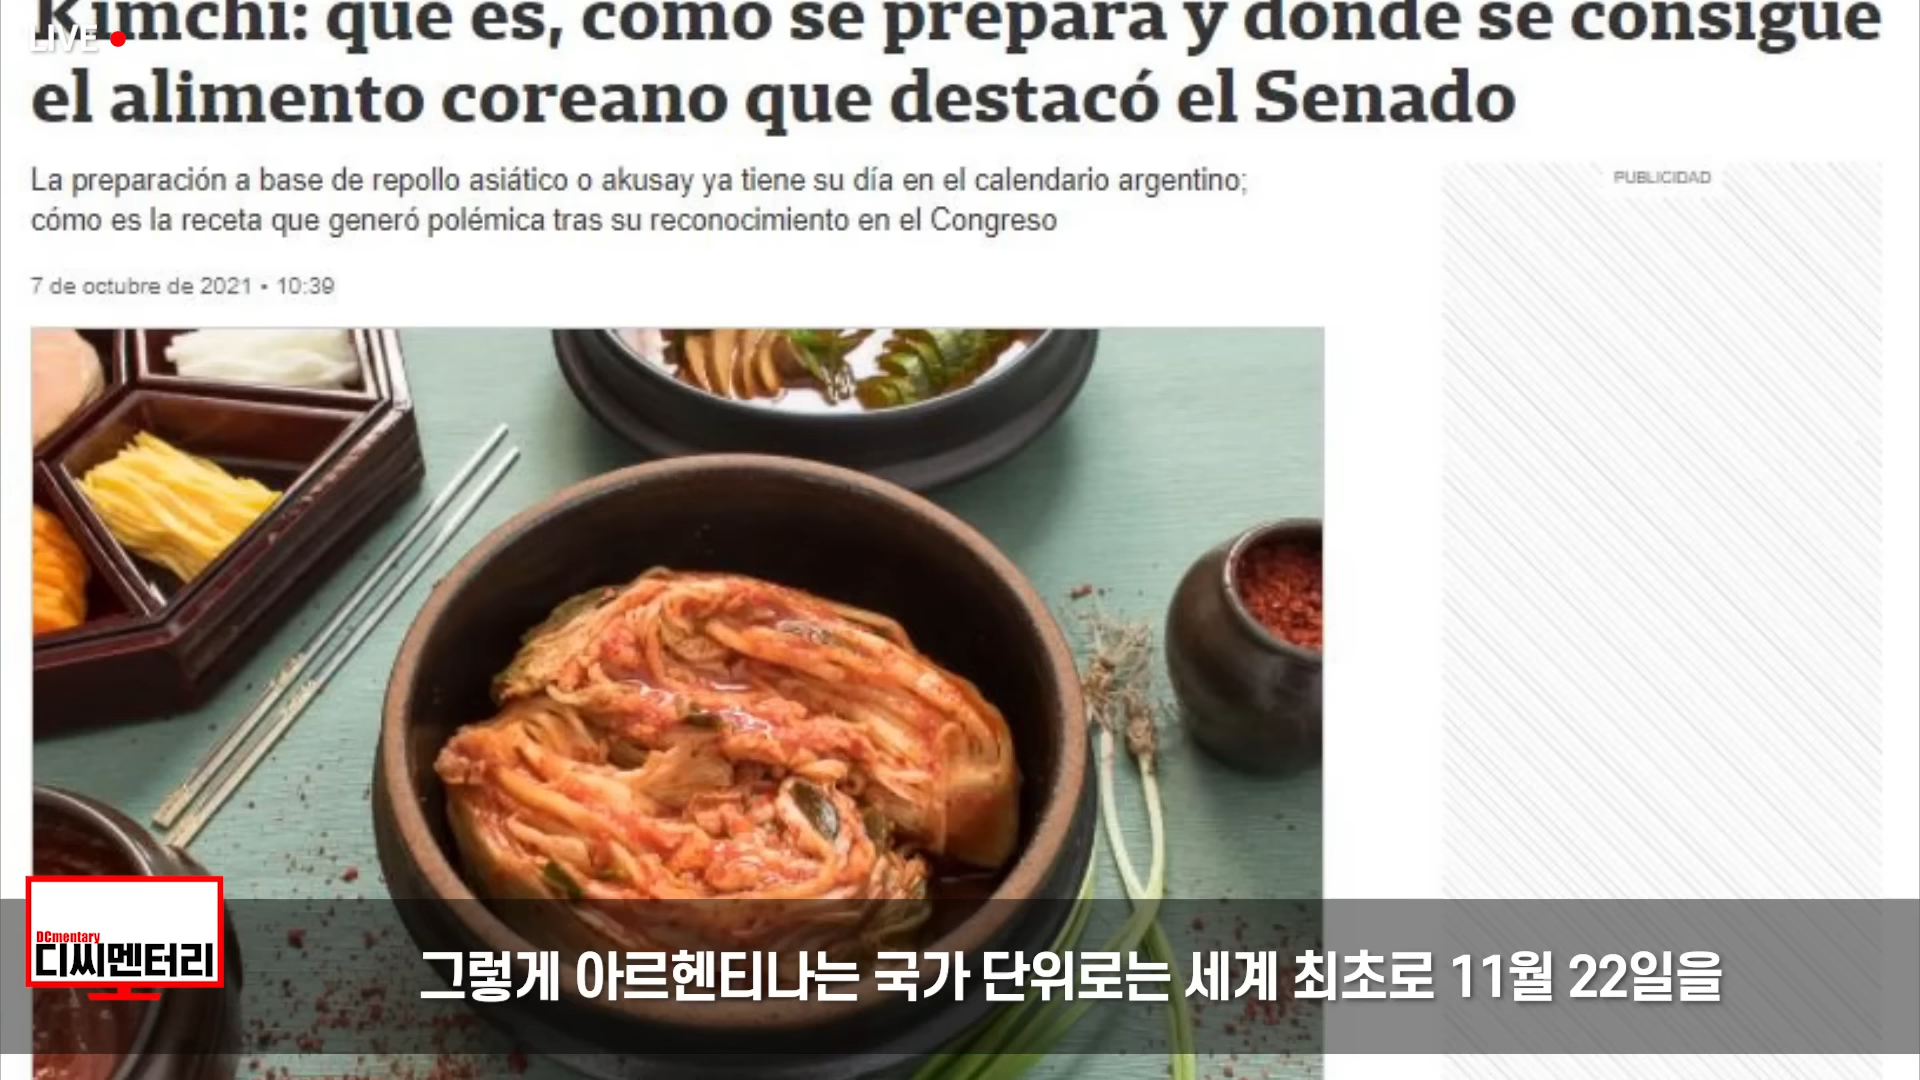 Kimchi: qué es, cómo se prepara y dónde se consigue
LIVE
el alimento coreano que destacó el Senado
La preparación a base de repollo asiático o akusay ya tiene su día en el calendario argentino;
cómo es la receta que generó polémica tras su reconocimiento en el Congreso
PUBLICIDAD
7 de octubre de 2021 • 10:39
DCmentary
디씨멘터리
그렇게 아르헨티나는 국가 단위로는 세계 최초로 11월 22일을